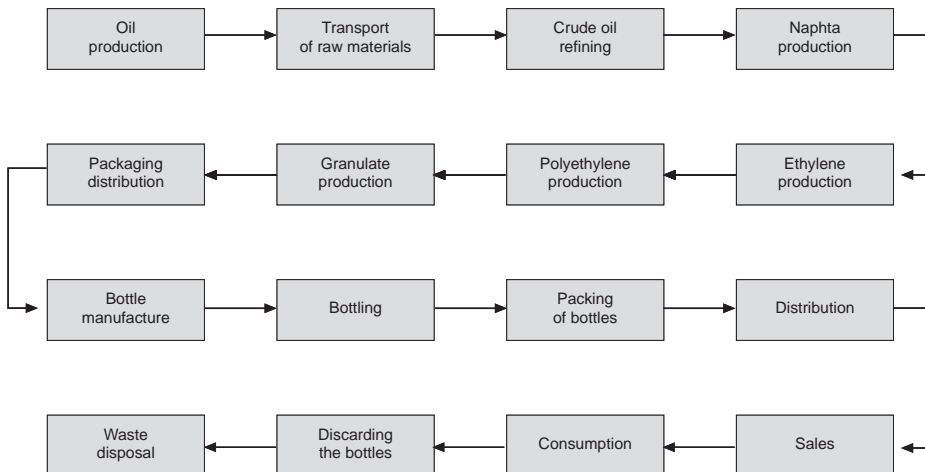 Oil
production
Transport
of raw materials
Crude oil
refining
Naphta
production
Packaging
distribution
Granulate
production
Polyethylene
production
Ethylene
production
Bottle
manufacture
Bottling
Packing
of bottles
Distribution
Waste
disposal
Discarding
the bottles
Consumption
Sales